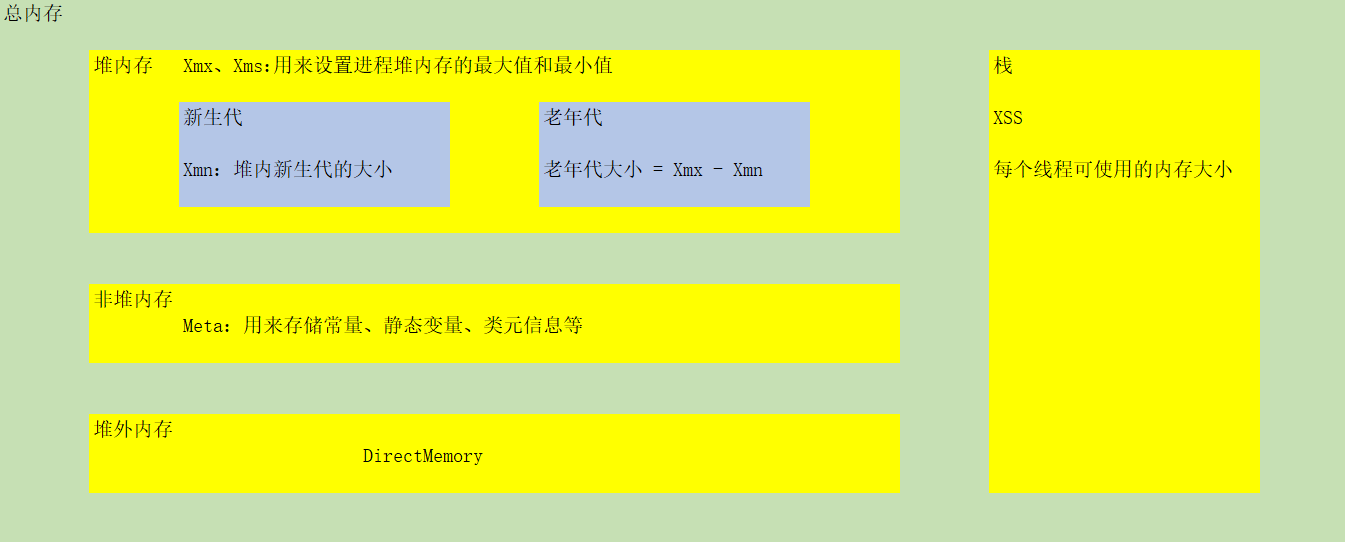 总内存
堆内存 Xmx、Xms:用来设置进程堆内存的最大值和最小值
新生代
Xmn：堆内新生代的大小
老年代
老年代大小 = Xmx - Xmn
非堆内存
Meta：用来存储常量、静态变量、类元信息等
堆外内存
DirectMemory
栈
XSS
每个线程可使用的内存大小